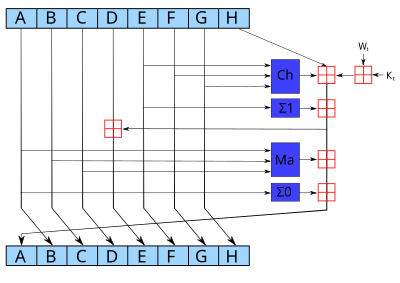 A B C D E F G H
Wt
Ch
Kt
Σ1
Ma
Σ0
A B C D E F G H